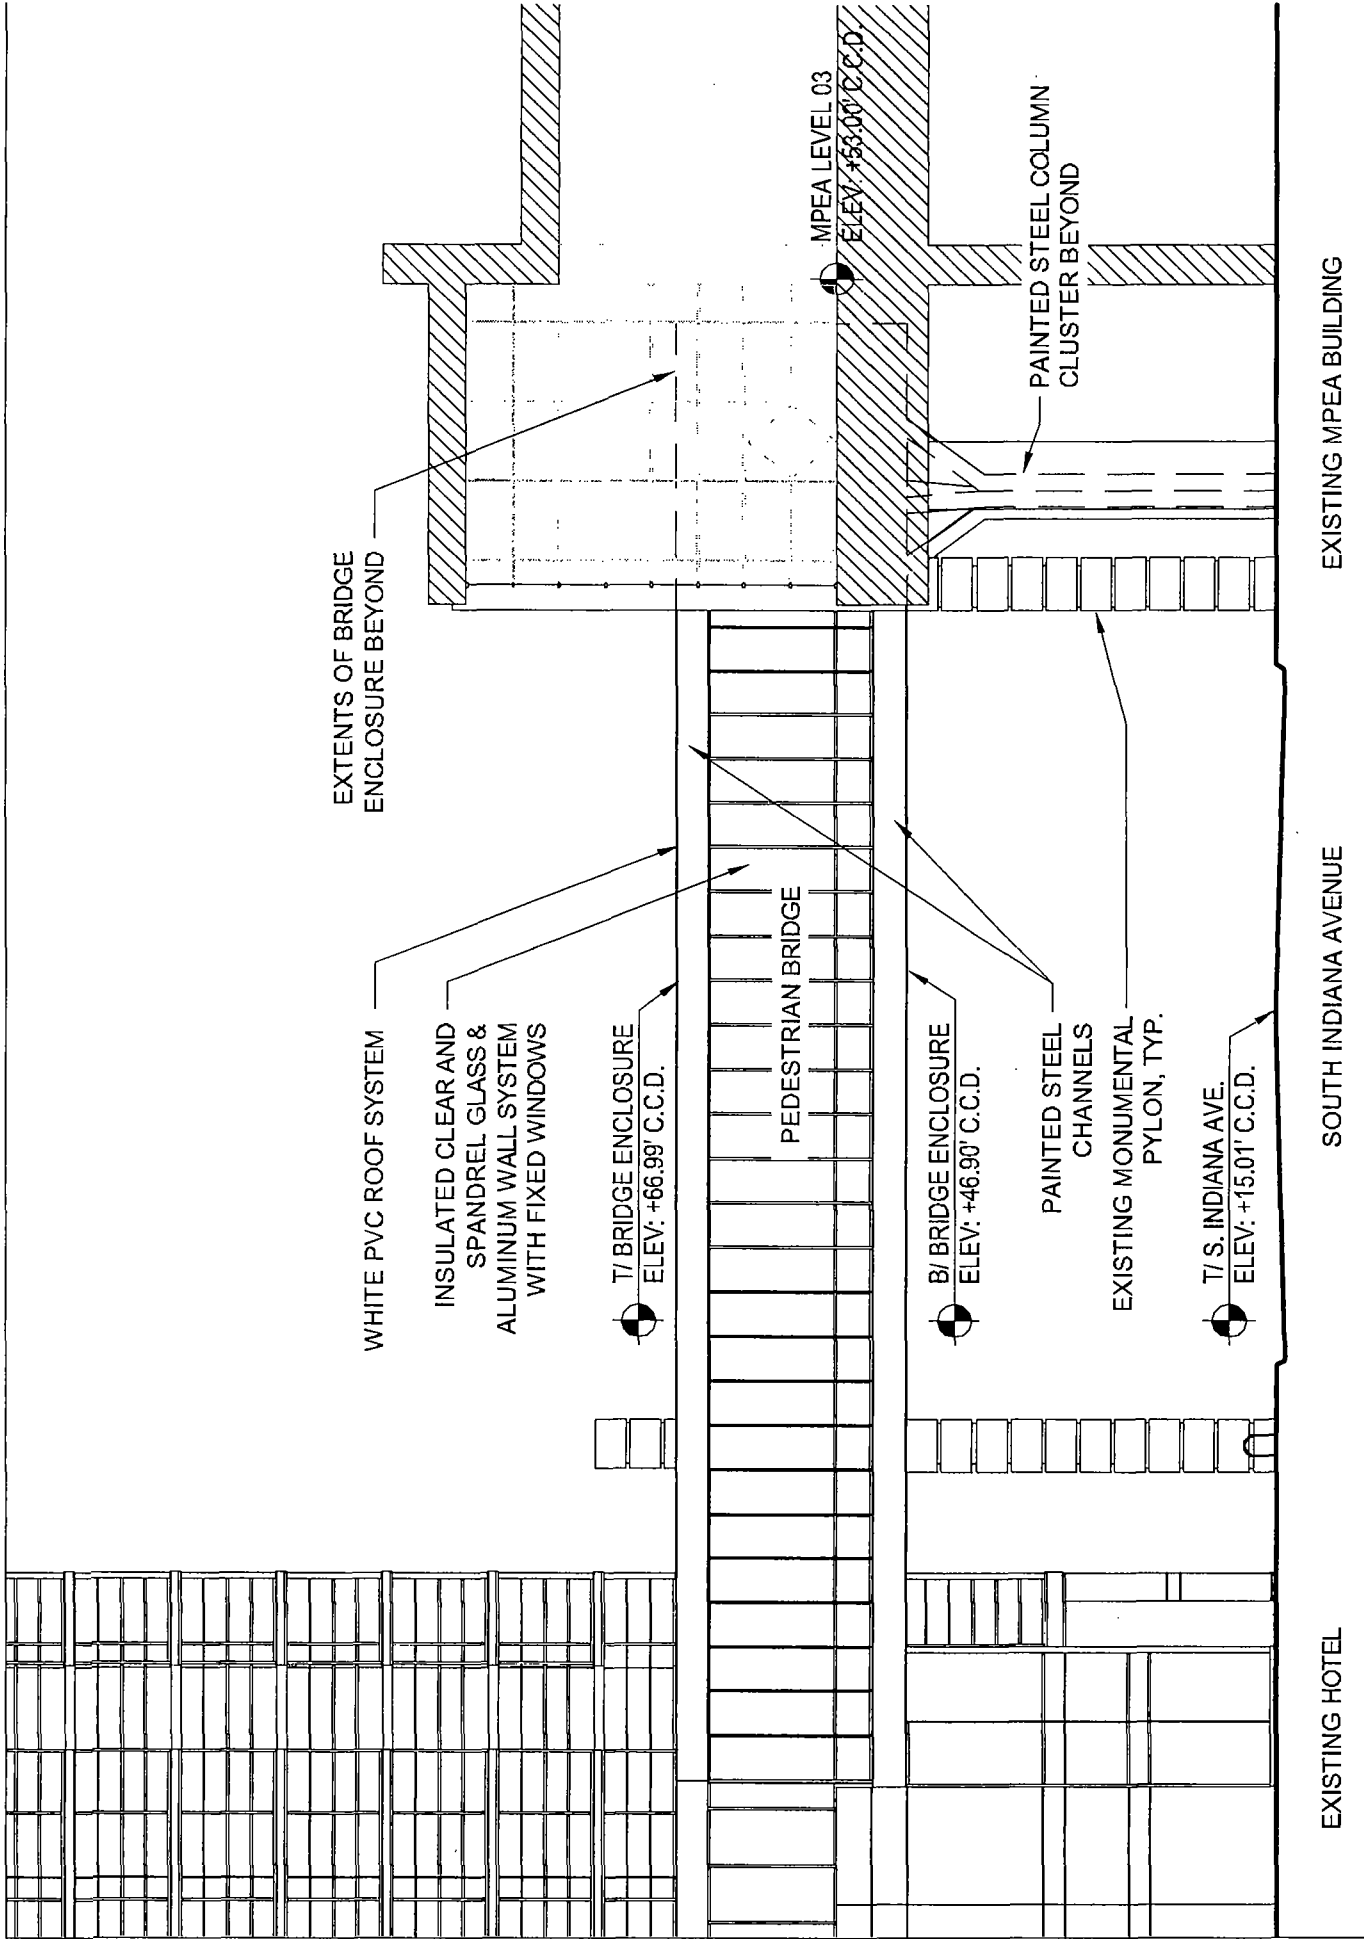 WHITE PVC ROOF SYSTEM
INSULATED CLEAR AND
SPANDREL GLASS &
ALUMINUM WALL SYSTEM
WITH FIXED WINDOWS
T/ BRIDGE ENCLOSURE
ELEV: +66.99' C.C.D.
EXTENTS OF BRIDGE
ENCLOSURE BEYOND
MPEA LEVEL 03
ELEV: +53.00' C.C.D.
PEDESTRIAN BRIDGE
B/ BRIDGE ENCLOSURE
ELEV: +46.90' C.C.D.
PAINTED STEEL
CHANNELS
EXISTING MONUMENTAL
PYLON, TYP.
PAINTED STEEL COLUMN
CLUSTER BEYOND
T/ S. INDIANA AVE.
ELEV: +15.01' C.C.D.
EXISTING HOTEL
SOUTH INDIANA AVENUE
EXISTING MPEA BUILDING